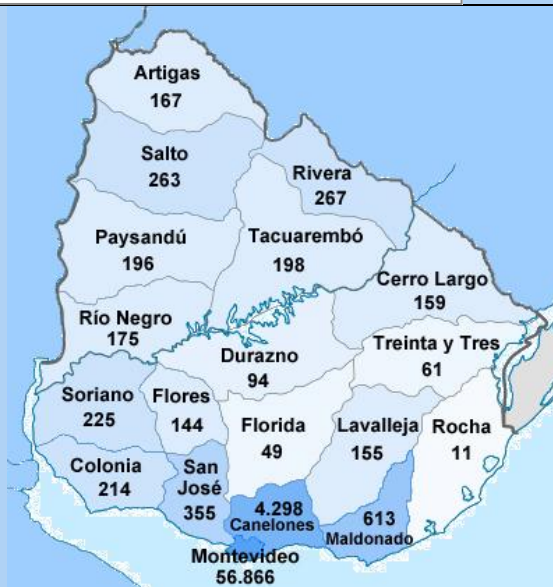 Artigas
167
Salto
263
Rivera
267
Paysandú
196
Tacuarembó
198
Cerro Largo
159
Río Negro
175
Durazno
94
Treinta y Tres
61
Soriano
225
Flores
144
Florida
49
Lavalleja
155
Rocha
11
Colonia
214
San
José
355
4.298
Canelones
613
Maldonado
Montevideo
56.866